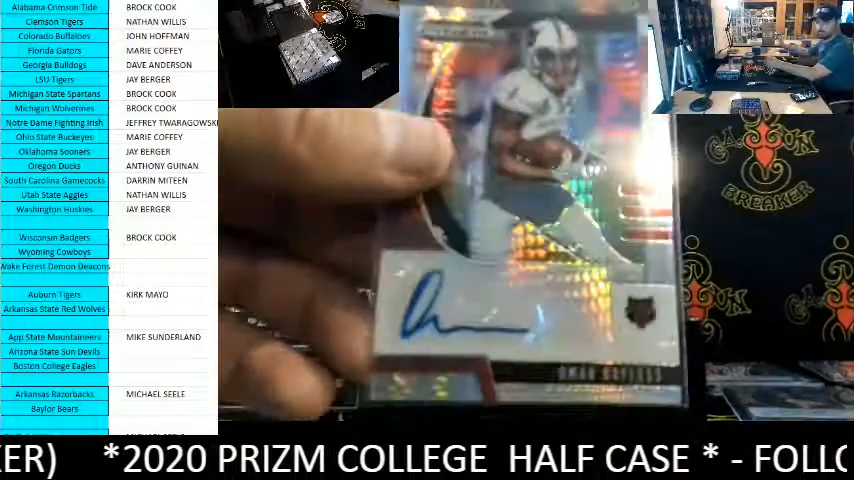 Alabama Crimson Tide BROCK COOK
Clemson Tigers NATHAN WILLIS
Colorado Buffaloes JOHN HOFFMAN
Florida Gators MARIE COFFEY
Georgia Bulldogs DAVE ANDERSON
LSU Tigers JAY BERGER
Michigan State Spartans BROCK COOK
Michigan Wolverines BROCK COOK
Notre Dame Fighting Irish JEFFREY TWARAGOWSK
Ohio State Buckeyes MARIE COFFEY
Oklahoma Sooners JAY BERGER
Oregon Ducks ANTHONY GUINAN
South Carolina Gamecocks DARRIN MITEEN
Utah State Aggies NATHAN WILLIS
Washington Huskies JAY BERGER
Wisconsin Badgers BROCK COOK
Wyoming Cowboys
Wake Forest Demon Deacons
Auburn Tigers KIRK MAYO
Arkansas State Red Wolves
App State Mountaineers MIKE SUNDERLAND
Arizona State Sun Devils
Boston College Eagles
Arkansas Razorbacks MICHAEL SEELE
Baylor Bears
BREAKER
ER) *2020 PRIZM COLLEGE HALF CASE * - FOLLO